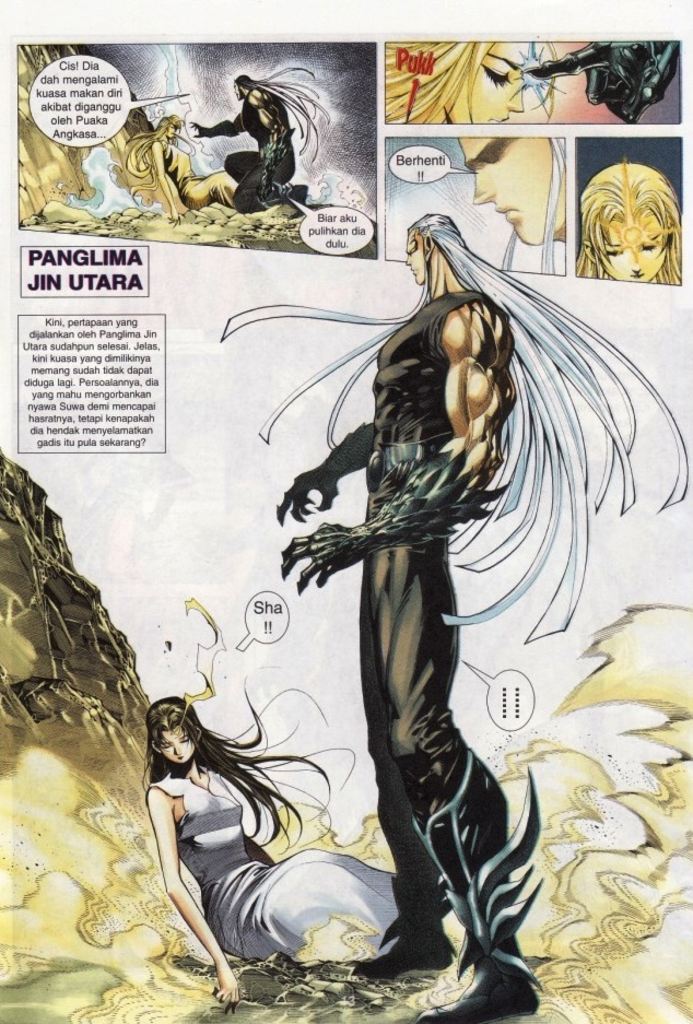 Cis! Dia
dah mengalami
kuasa makan diri
akibat diganggu
oleh Puaka
Angkasa...
Biar aku
pulihkan dia
dulu.
Pukk
Berhenti
!!
PANGLIMA
JIN UTARA
Kini, pertapaan yang
dijalankan oleh Panglima Jin
Utara sudahpun selesai. Jelas,
kini kuasa yang dimilikinya
memang sudah tidak dapat
diduga lagi. Persoalannya, dia
yang mahu mengorbankan
nyawa Suwa demi mencapai
hasratnya, tetapi kenapakah
dia hendak menyelamatkan
gadis itu pula sekarang?
Sha
!!
!!!